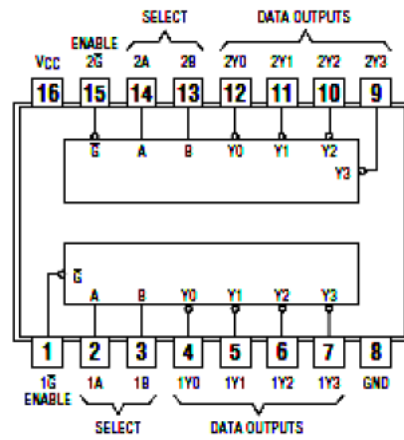 SELECT DATA OUTPUTS
ENABLE
VCC 2G̅ 2A 2B 2Y0 2Y1 2Y2 2Y3
16 15 14 13 12 11 10 9
G̅ A B Y0 Y1 Y2
Y3
G̅
A B Y0 Y1 Y2 Y3
1 2 3 4 5 6 7 8
1G̅ 1A 1B 1Y0 1Y1 1Y2 1Y3 GND
ENABLE
SELECT DATA OUTPUTS